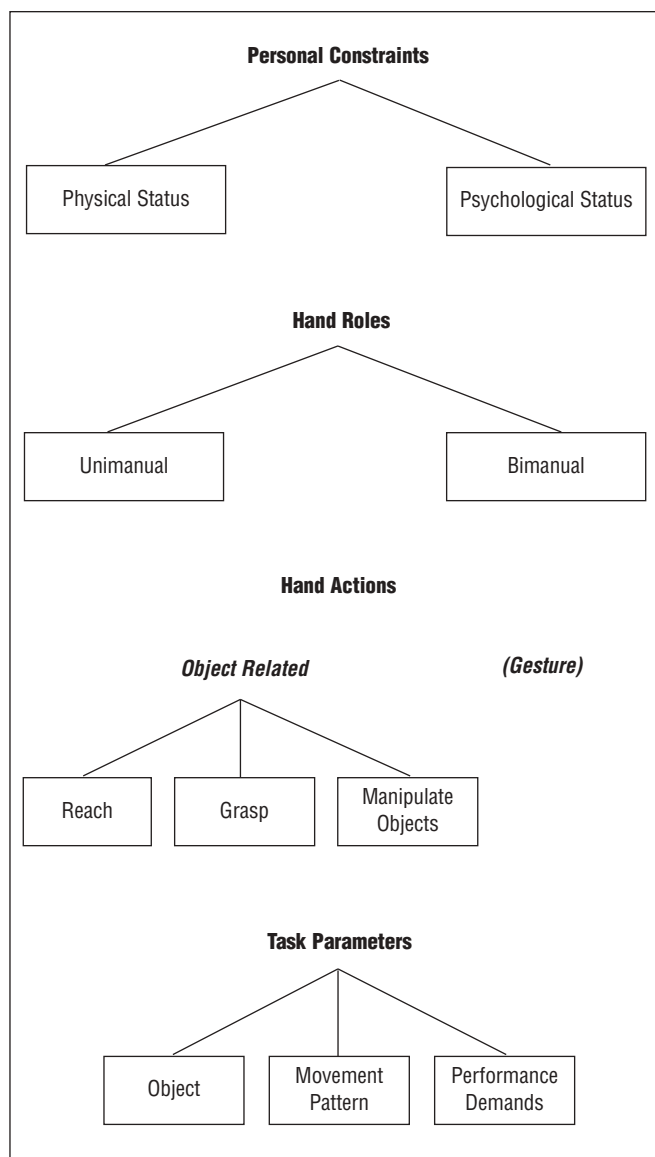 Personal Constraints
Physical Status
Psychological Status
Hand Roles
Unimanual
Bimanual
Hand Actions
Object Related
(Gesture)
Reach
Grasp
Manipulate
Objects
Task Parameters
Object
Movement
Pattern
Performance
Demands